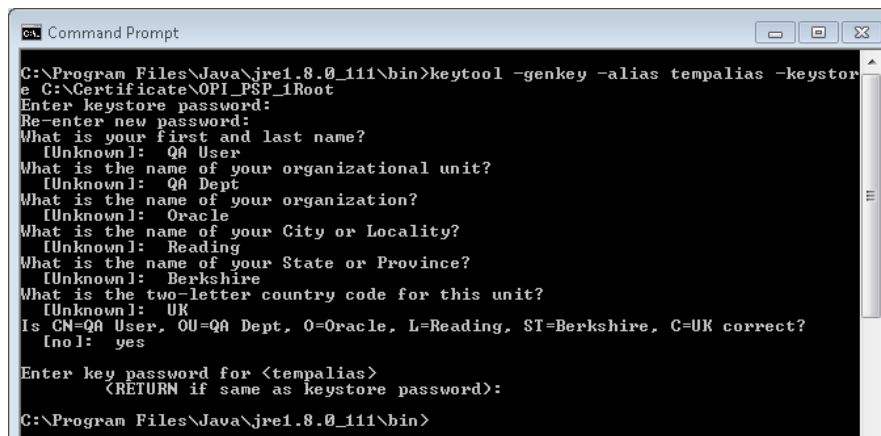 Command Prompt
C:\Program Files\Java\jre1.8.0_111\bin>keytool -genkey -alias tempalias -keystor
e C:\Certificate\OPI_PSP_1Root
Enter keystore password:
Re-enter new password:
What is your first and last name?
  [Unknown]:  QA User
What is the name of your organizational unit?
  [Unknown]:  QA Dept
What is the name of your organization?
  [Unknown]:  Oracle
What is the name of your City or Locality?
  [Unknown]:  Reading
What is the name of your State or Province?
  [Unknown]:  Berkshire
What is the two-letter country code for this unit?
  [Unknown]:  UK
Is CN=QA User, OU=QA Dept, O=Oracle, L=Reading, ST=Berkshire, C=UK correct?
  [no]:  yes
Enter key password for <tempalias>
        (RETURN if same as keystore password):
C:\Program Files\Java\jre1.8.0_111\bin>